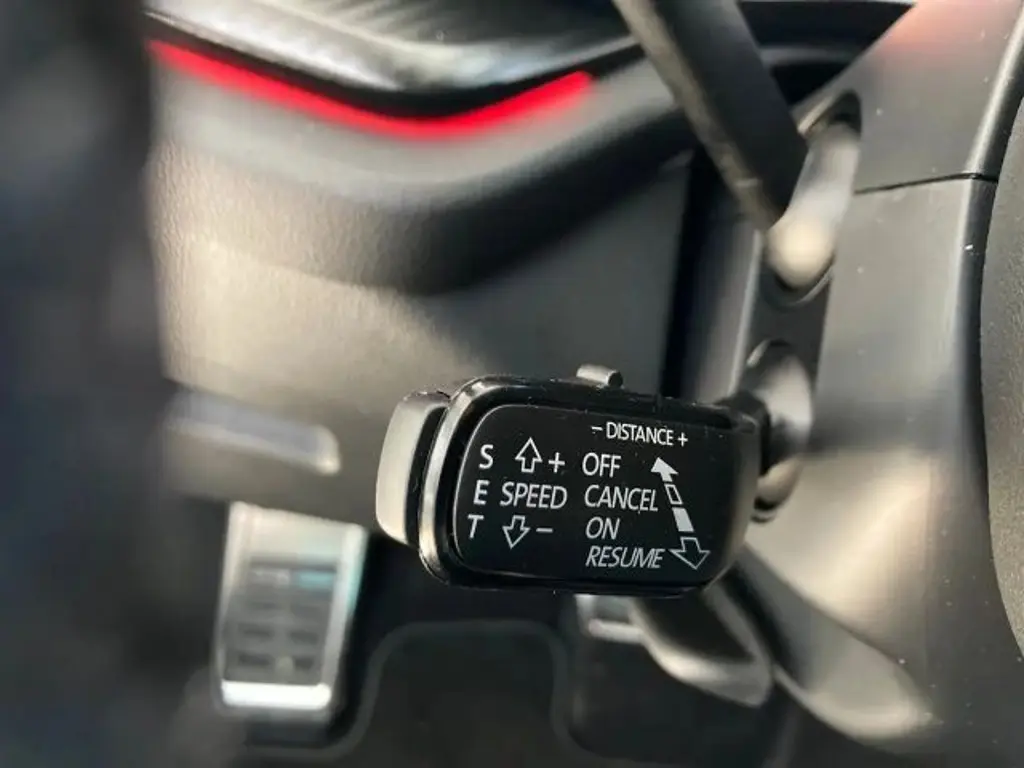 − DISTANCE +
S + OFF
E SPEED CANCEL
T − ON
RESUME